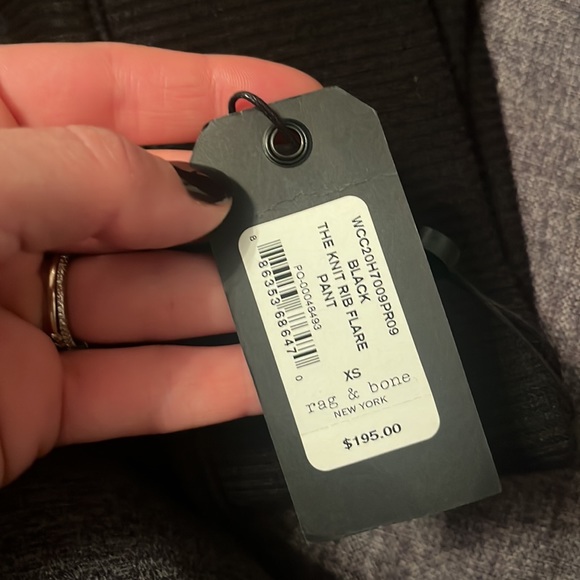 WCC20H7009PR09
BLACK
THE KNIT RIB FLARE
PANT
PO-00048493
8 86353 68647 0
XS
rag & bone
NEW YORK
$195.00